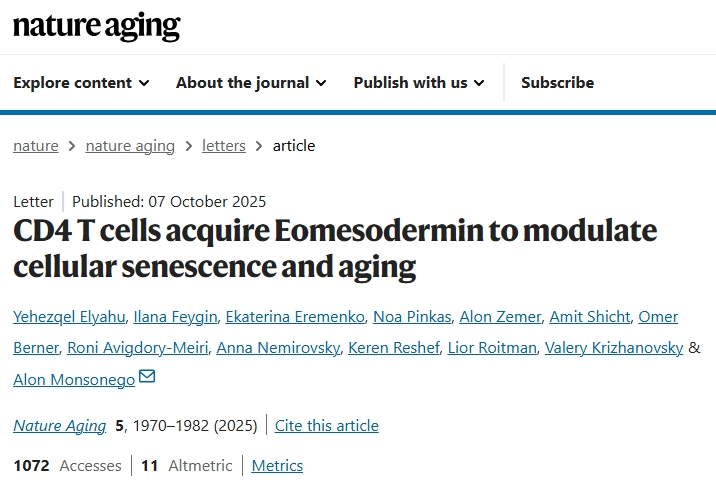 nature aging
Explore content About the journal Publish with us Subscribe
nature > nature aging > letters > article
Letter | Published: 07 October 2025
CD4 T cells acquire Eomesodermin to modulate
cellular senescence and aging
Yehezqel Elyahu, Ilana Feygin, Ekaterina Eremenko, Noa Pinkas, Alon Zemer, Amit Shicht, Omer
Berner, Roni Avigdory-Meiri, Anna Nemirovsky, Keren Reshef, Lior Roitman, Valery Krizhanovsky &
Alon Monsonego
Nature Aging 5, 1970–1982 (2025) | Cite this article
1072 Accesses | 11 Altmetric | Metrics